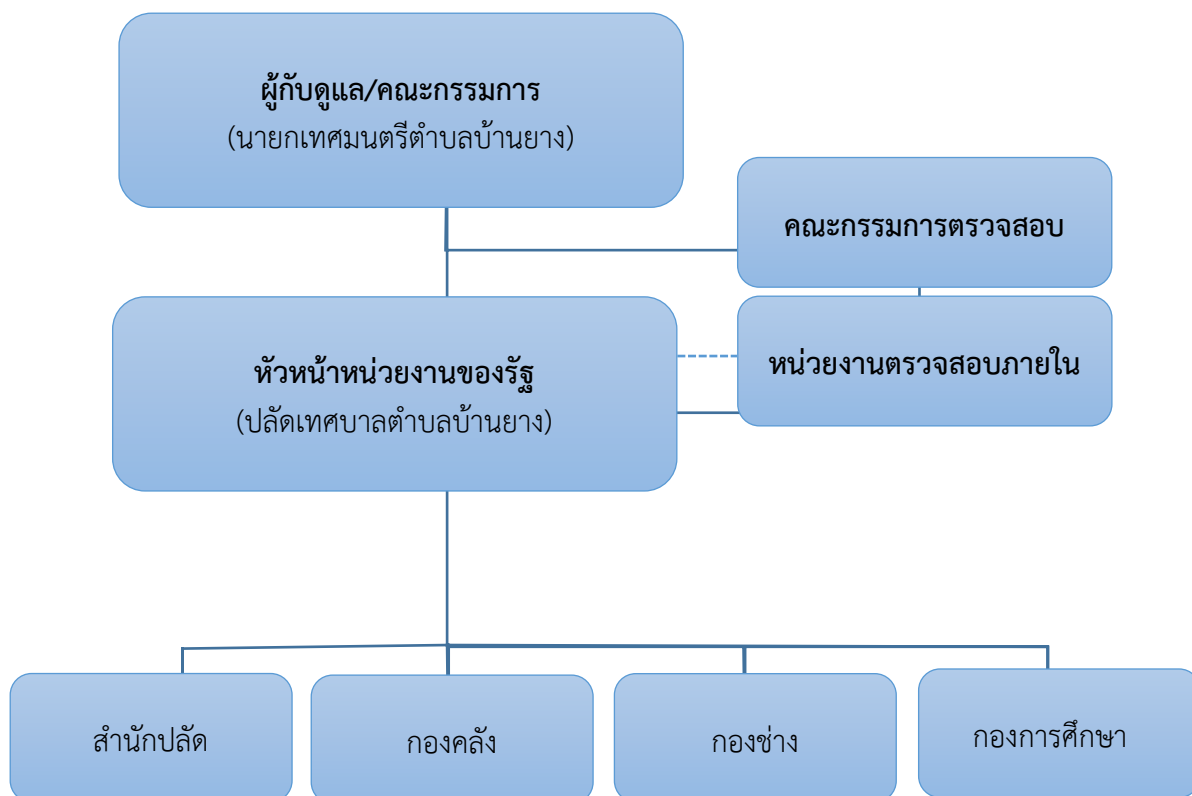 ผู้กับดูแล/คณะกรรมการ
(นายกเทศมนตรีตำบลบ้านยาง)
คณะกรรมการตรวจสอบ
หัวหน้าหน่วยงานของรัฐ
(ปลัดเทศบาลตำบลบ้านยาง)
หน่วยงานตรวจสอบภายใน
สำนักปลัด
กองคลัง
กองช่าง
กองการศึกษา